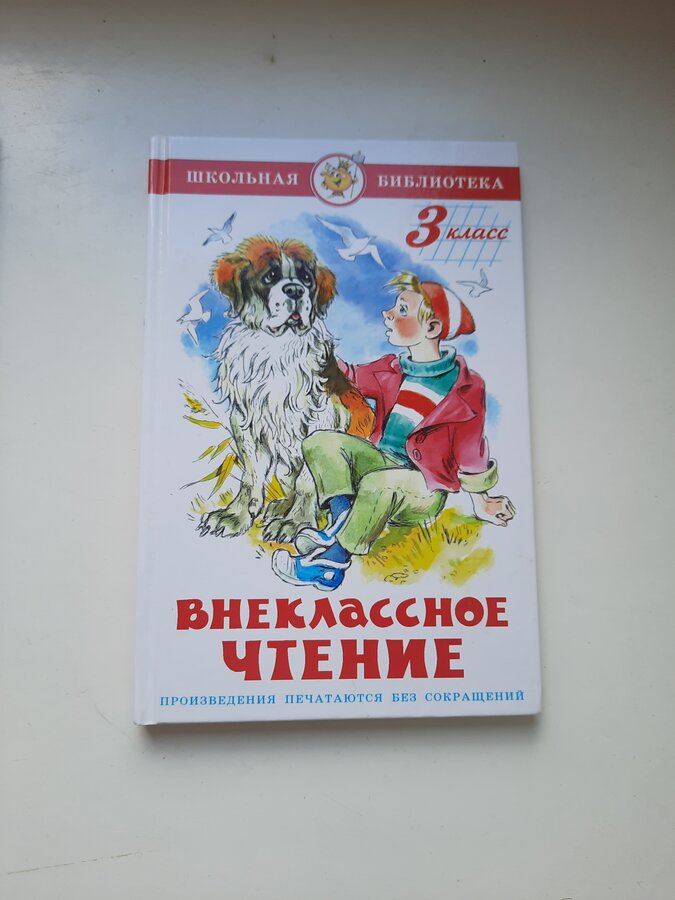 ШКОЛЬНАЯ БИБЛИОТЕКА
3 класс
ВНЕКЛАССНОЕ
ЧТЕНИЕ
ПРОИЗВЕДЕНИЯ ПЕЧАТАЮТСЯ БЕЗ СОКРАЩЕНИЙ